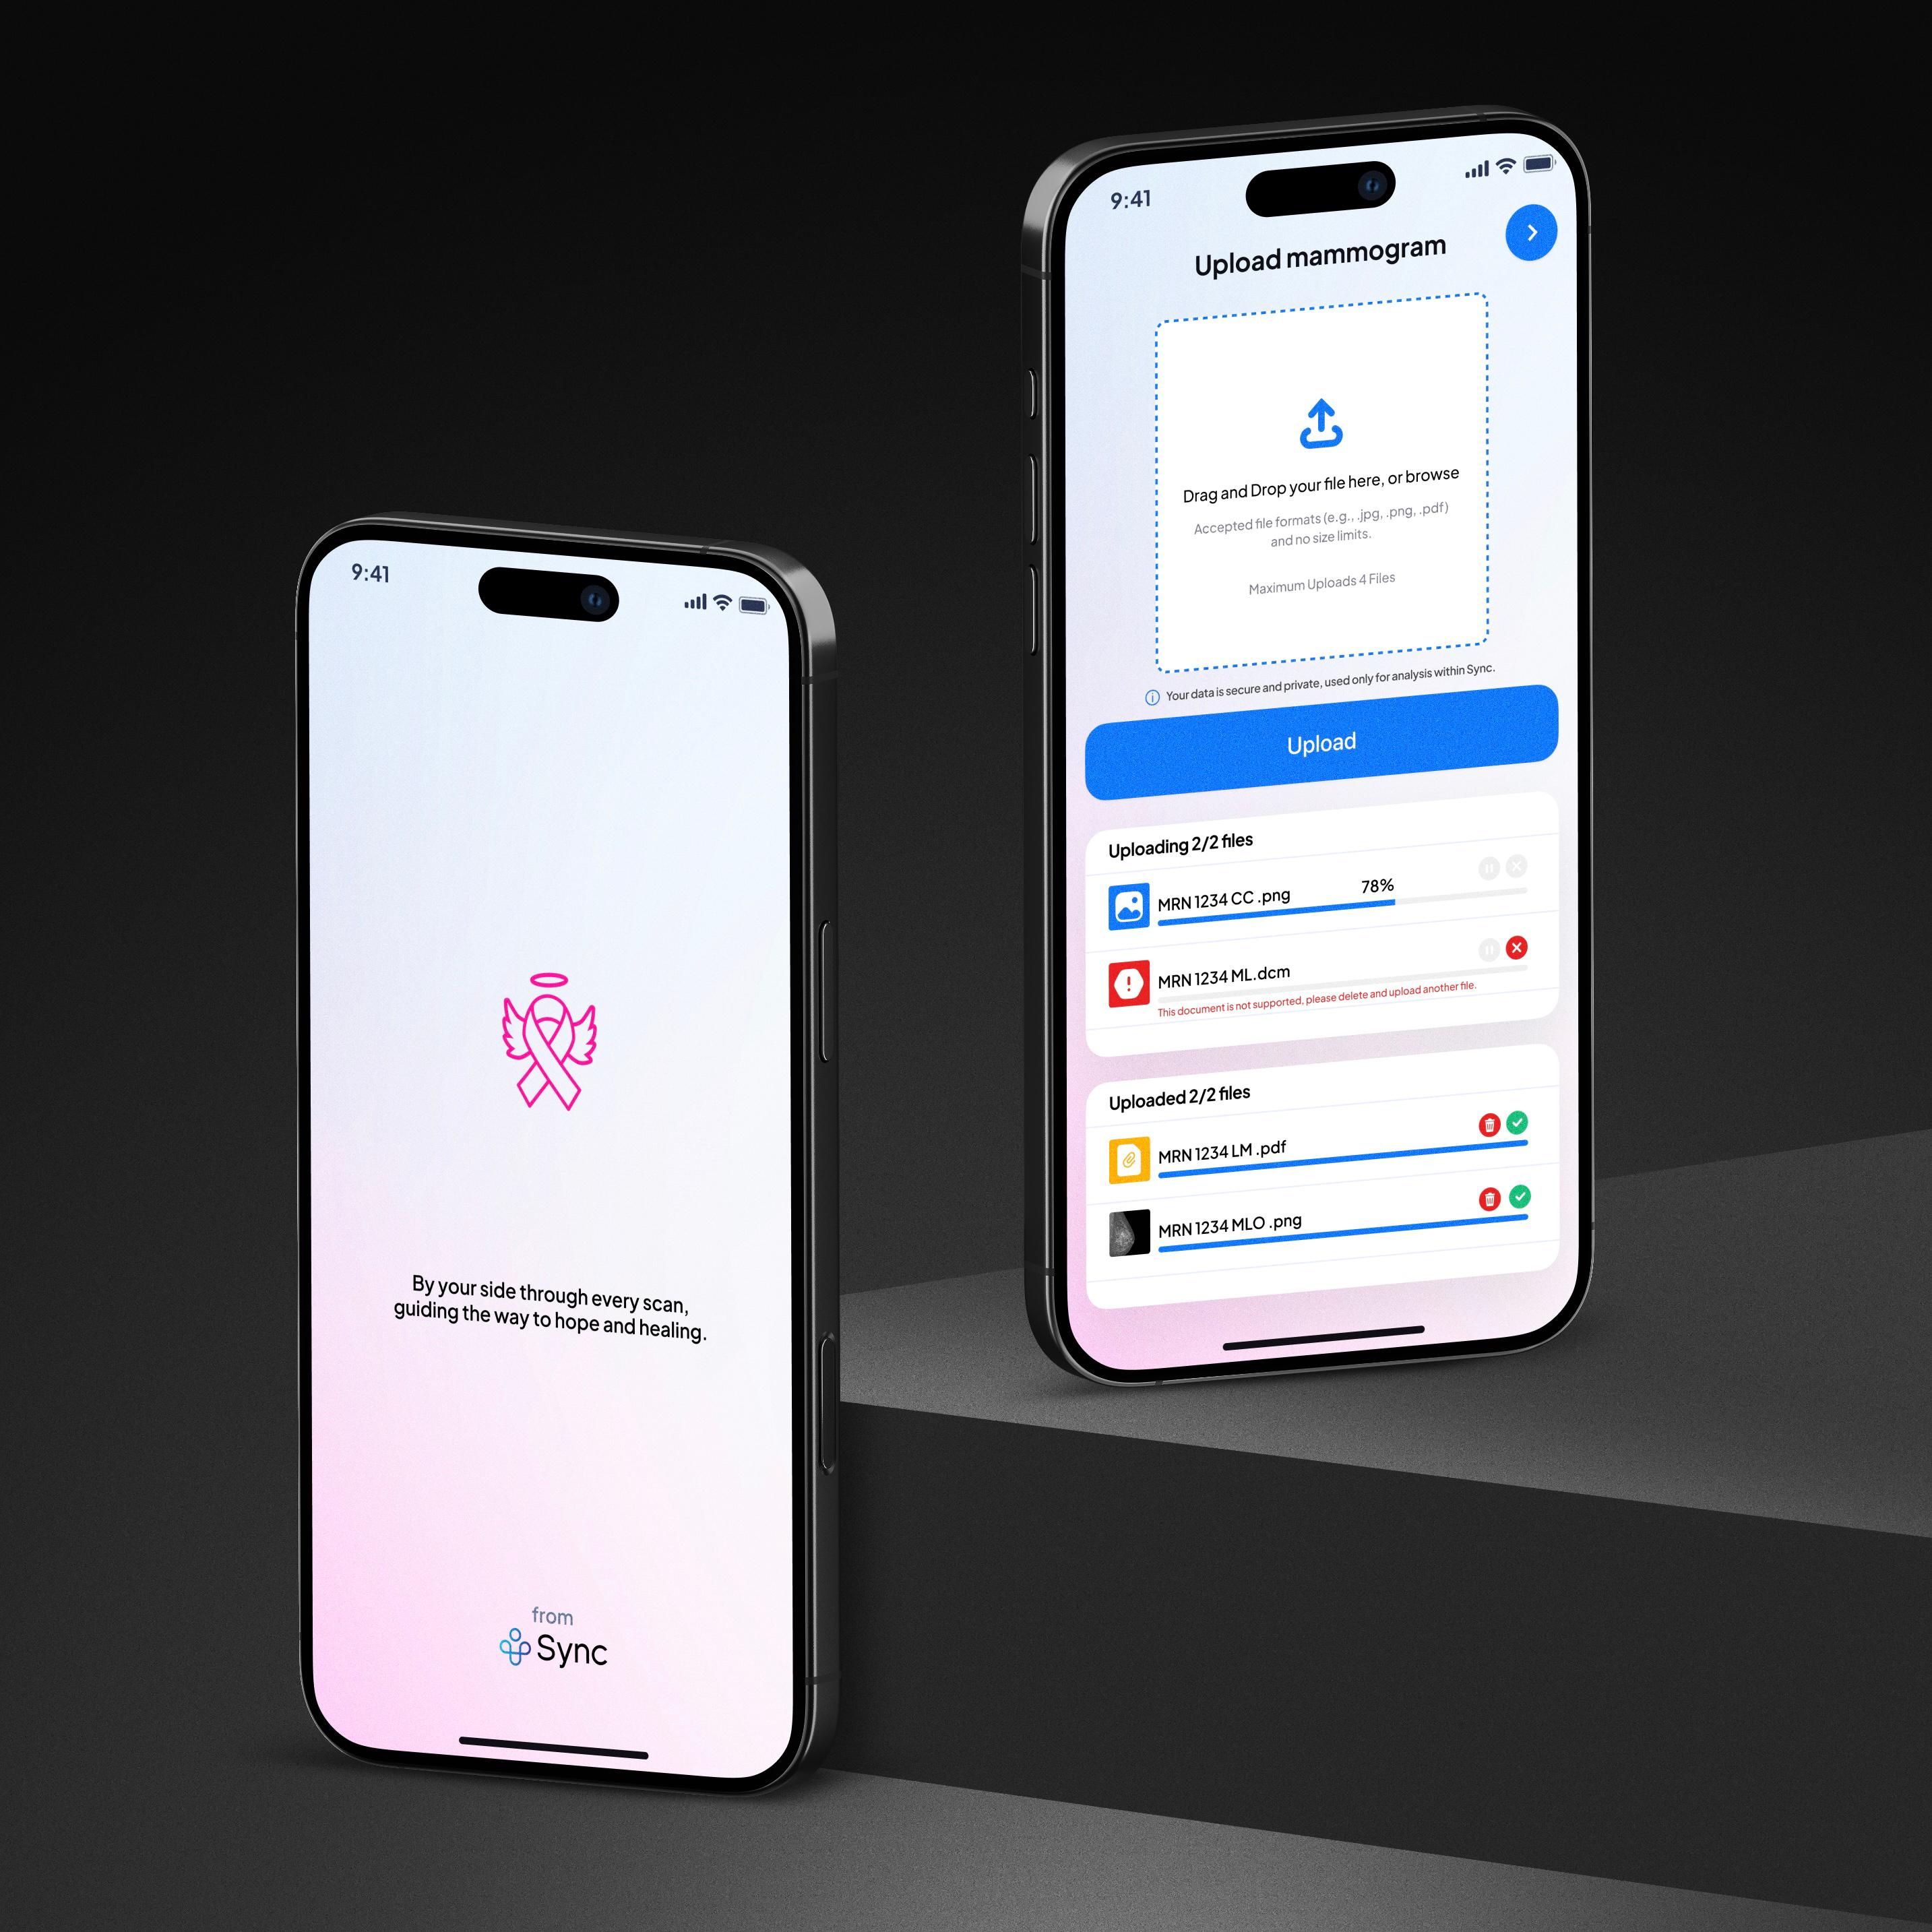 9:41
By your side through every scan,
guiding the way to hope and healing.
from
Sync
9:41
Upload mammogram
Drag and Drop your file here, or browse
Accepted file formats (e.g., .jpg, .png, .pdf)
and no size limits.
Maximum Uploads 4 Files
Your data is secure and private, used only for analysis within Sync.
Upload
Uploading 2/2 files
MRN 1234 CC .png
78%
MRN 1234 ML.dcm
This document is not supported, please delete and upload another file.
Uploaded 2/2 files
MRN 1234 LM .pdf
MRN 1234 MLO .png